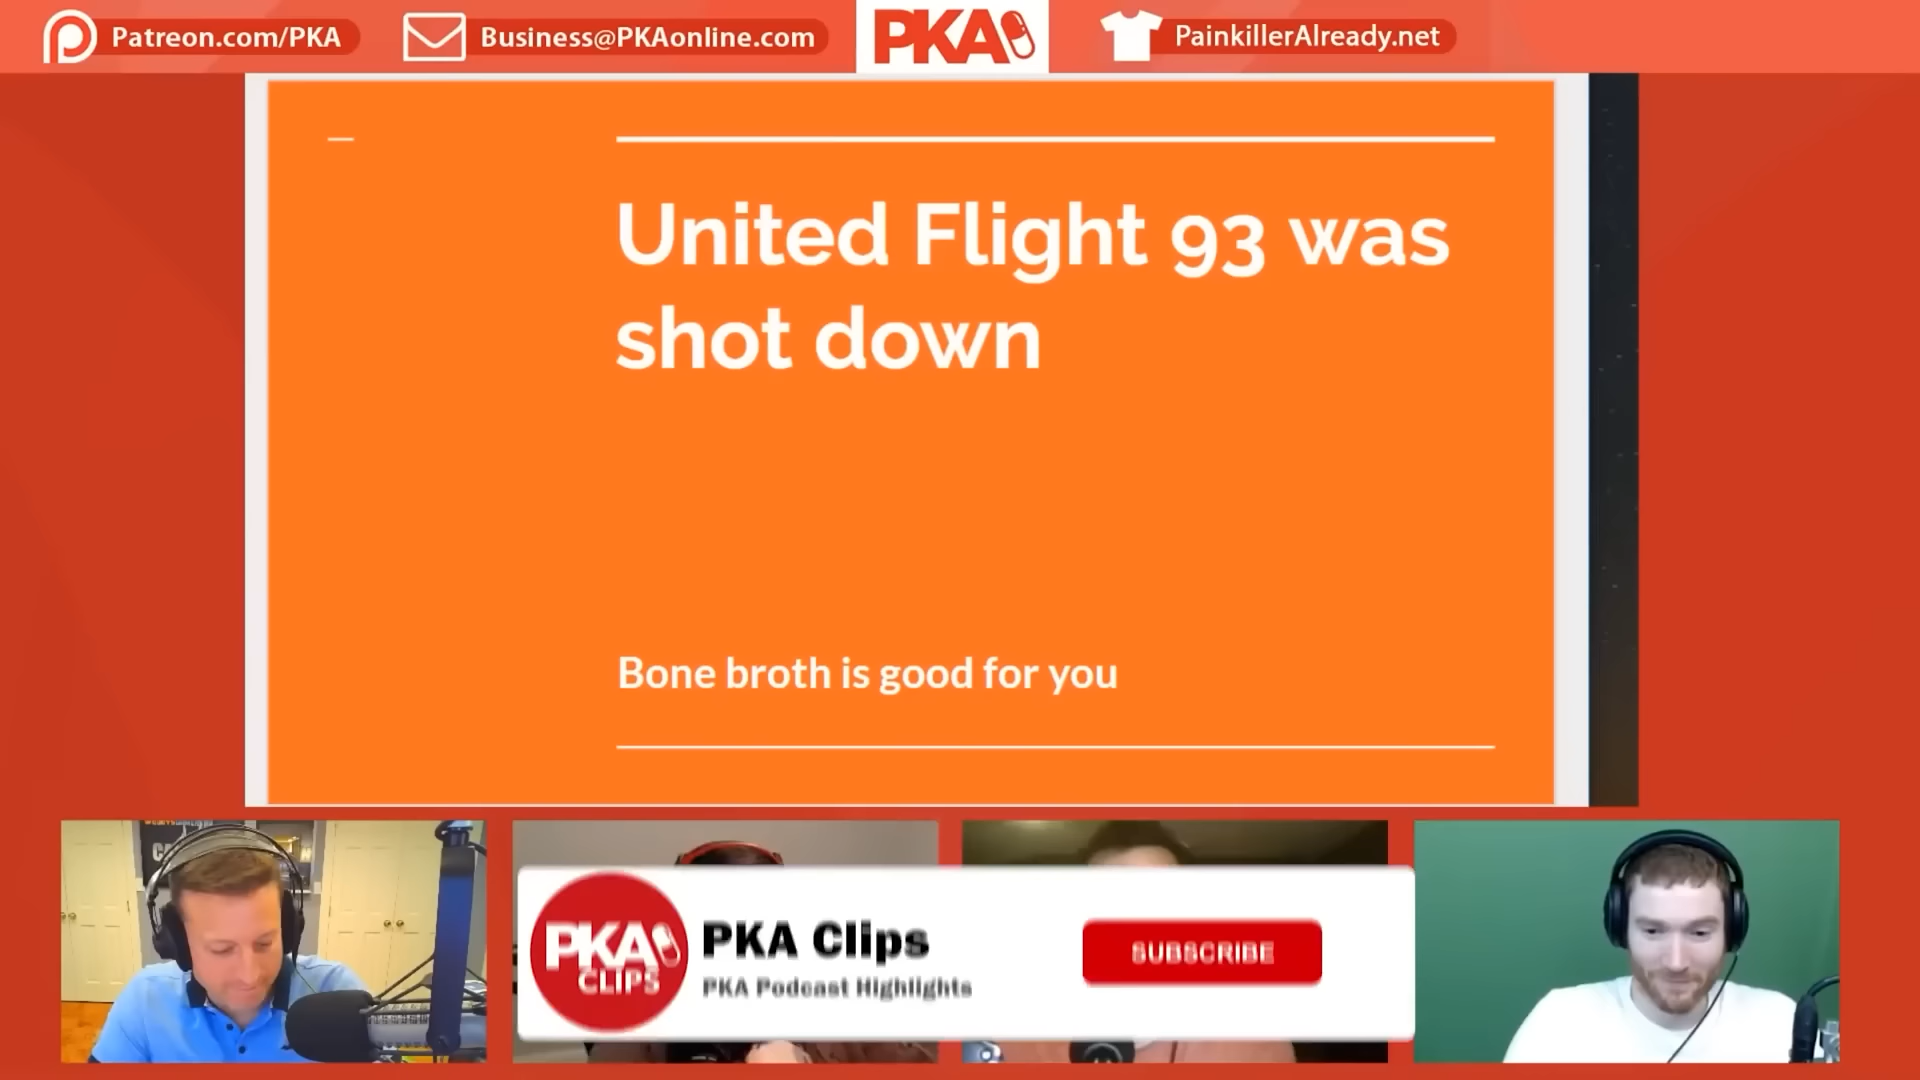 Patreon.com/PKA
Business@PKAonline.com
PKA
PainkillerAlready.net
United Flight 93 was
shot down
Bone broth is good for you
PKA
CLIPS
PKA Clips
PKA Podcast Highlights
SUBSCRIBE